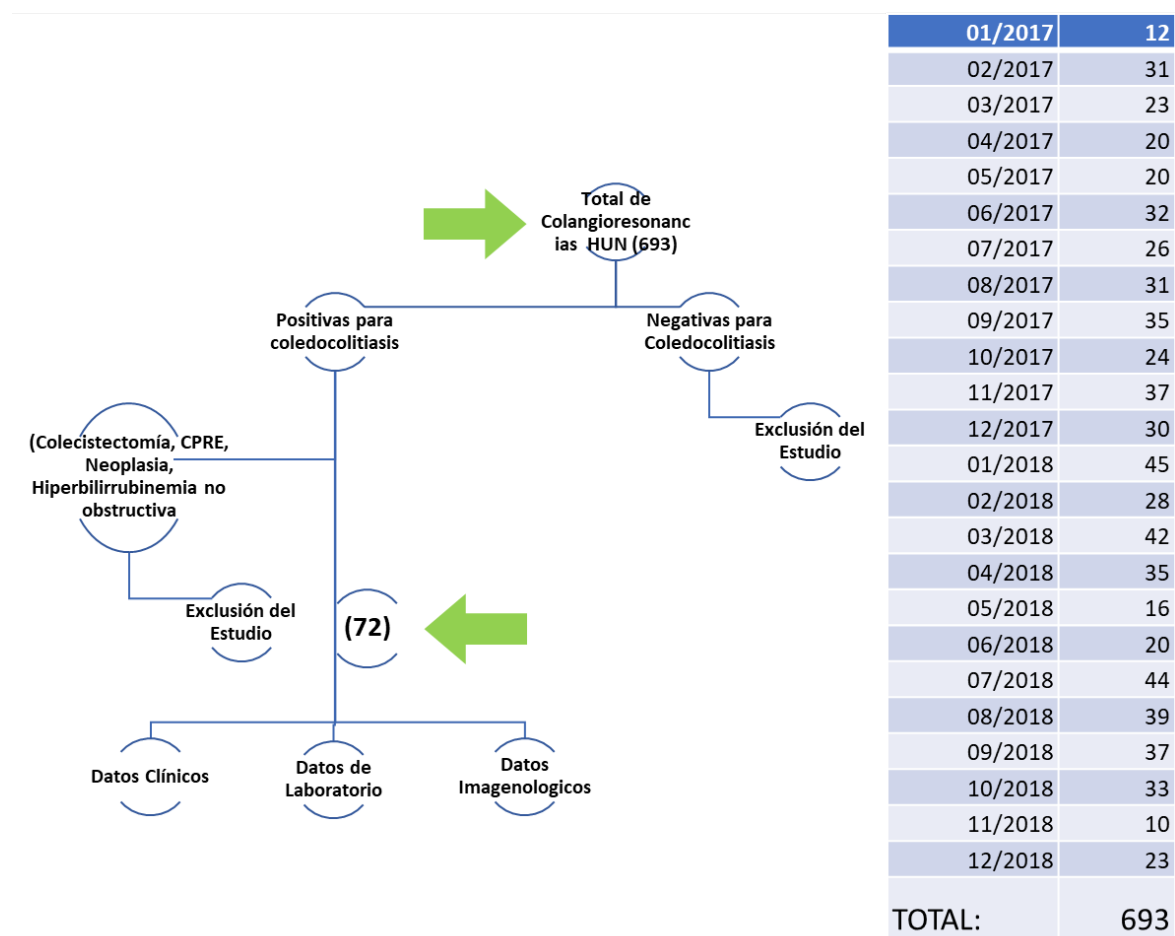 Total de
Colangioresonanc
ias HUN (693)
Positivas para
coledocolitiasis
Negativas para
Coledocolitiasis
Exclusión del
Estudio
(Colecistectomía, CPRE,
Neoplasia,
Hiperbilirrubinemia no
obstructiva
Exclusión del
Estudio
(72)
Datos Clínicos
Datos de
Laboratorio
Datos
Imagenologicos
01/2017 12
02/2017 31
03/2017 23
04/2017 20
05/2017 20
06/2017 32
07/2017 26
08/2017 31
09/2017 35
10/2017 24
11/2017 37
12/2017 30
01/2018 45
02/2018 28
03/2018 42
04/2018 35
05/2018 16
06/2018 20
07/2018 44
08/2018 39
09/2018 37
10/2018 33
11/2018 10
12/2018 23
TOTAL: 693